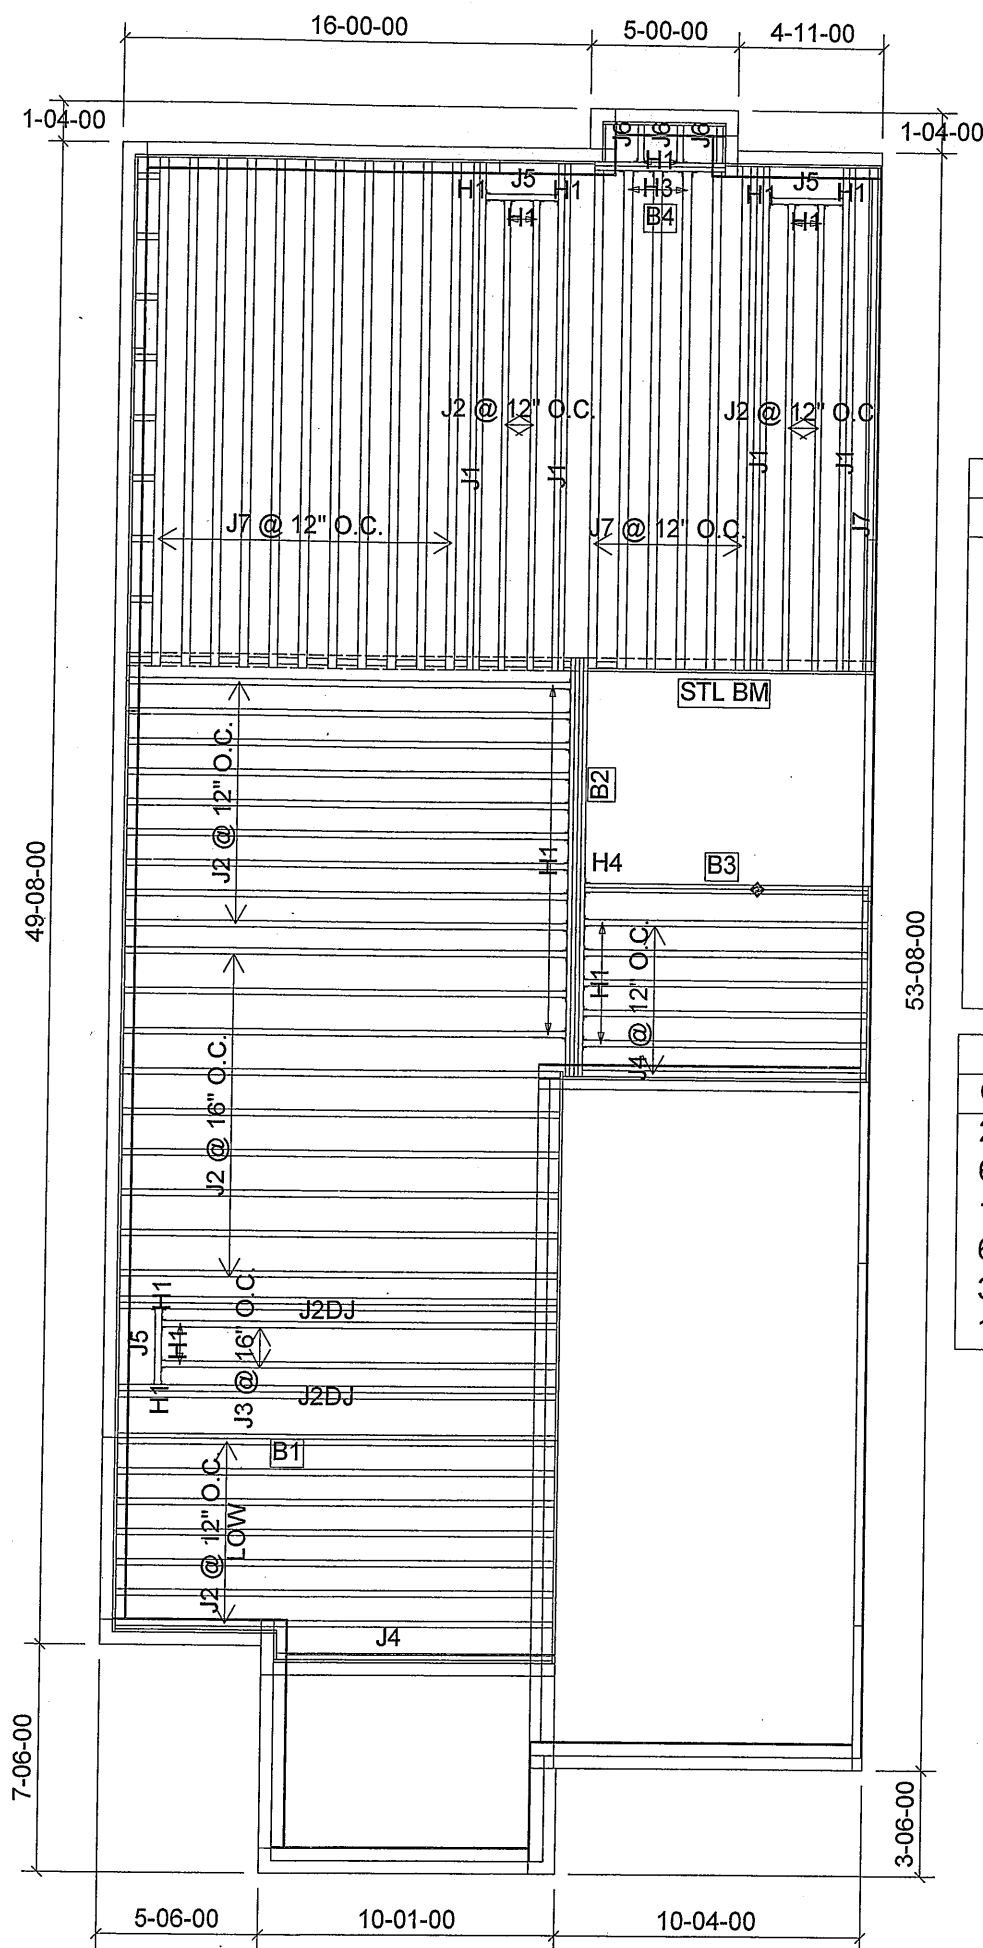 16-00-00
5-00-00
4-11-00
1-04-00
1-04-00
J6
J6
J6
H1
H3
B4
H1
J5
H1
H1
H1
J5
H1
H1
J2 @ 12" O.C.
J2 @ 12" O.C.
J1
J1
J1
J1
J7 @ 12" O.C.
J7 @ 12" O.C.
J7
STL BM
J2 @ 12" O.C.
H1
B2
H4
B3
49-08-00
53-08-00
H1
J4 @ 12" O.C.
J2 @ 16" O.C.
H1
J5
H1
H1
J3 @ 16" O.C.
J2DJ
J2DJ
B1
J2 @ 12" O.C.
LOW
J4
7-06-00
3-06-00
5-06-00
10-01-00
10-04-00